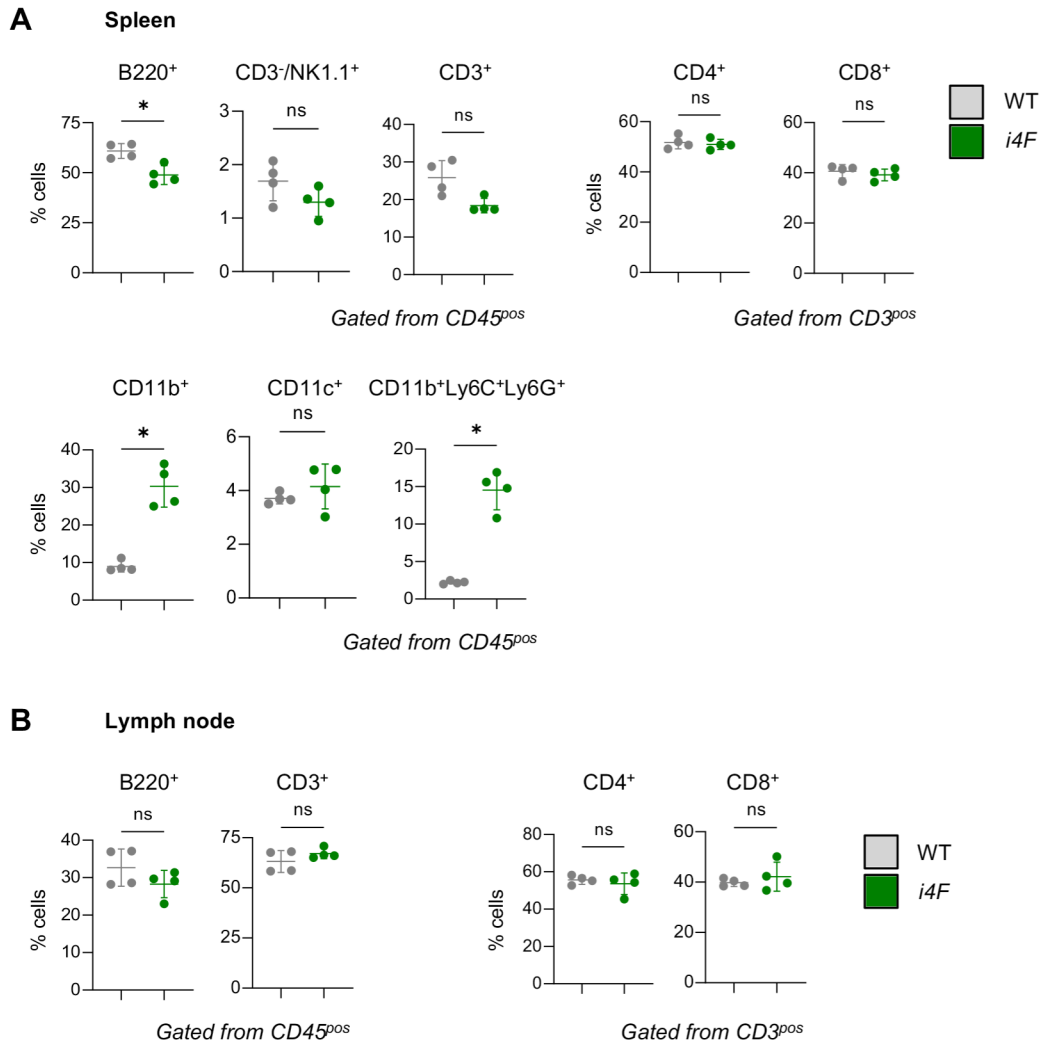 A Spleen
B220⁺ CD3⁻/NK1.1⁺ CD3⁺ CD4⁺ CD8⁺
* ns ns ns ns
WT
i4F
% cells
75
50
25
0
3
2
1
0
40
30
20
10
0
% cells
60
40
20
0
60
40
20
0
Gated from CD45ᵖᵒˢ Gated from CD3ᵖᵒˢ
CD11b⁺ CD11c⁺ CD11b⁺Ly6C⁺Ly6G⁺
* ns *
% cells
40
30
20
10
0
6
4
2
0
20
15
10
5
0
Gated from CD45ᵖᵒˢ
B Lymph node
B220⁺ CD3⁺ CD4⁺ CD8⁺
ns ns ns ns
WT
i4F
% cells
40
30
20
10
0
75
50
25
0
% cells
80
60
40
20
0
60
40
20
0
Gated from CD45ᵖᵒˢ Gated from CD3ᵖᵒˢ